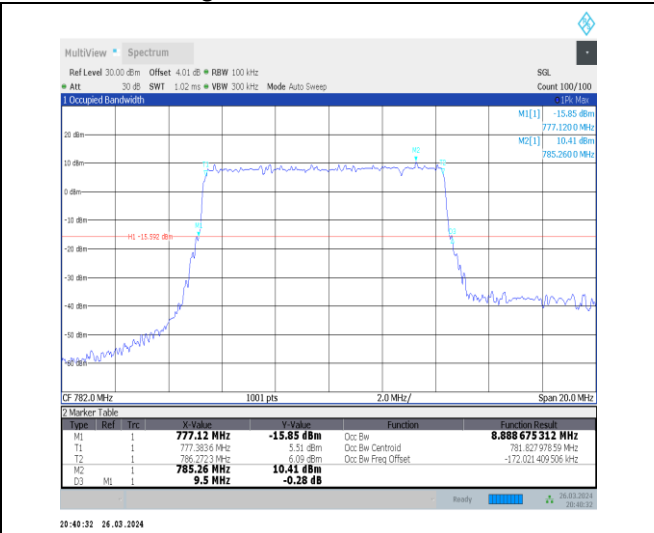 MultiView Spectrum
Ref Level 30.00 dBm Offset 4.01 dB RBW 100 kHz SGL
Att 30 dB SWT 1.02 ms VBW 300 kHz Mode Auto Sweep Count 100/100
1 Occupied Bandwidth 1Pk Max
M1[1] -15.85 dBm
777.1200 MHz
M2[1] 10.41 dBm
785.2600 MHz
20 dBm
M2
10 dBm
T1
T2
0 dBm
-10 dBm
M1
D3
H1 -15.592 dBm
-20 dBm
-30 dBm
-40 dBm
-50 dBm
-60 dBm
CF 782.0 MHz 1001 pts 2.0 MHz/ Span 20.0 MHz
2 Marker Table
Type Ref Trc X-Value Y-Value Function Function Result
M1 1 777.12 MHz -15.85 dBm Occ Bw 8.888 675 312 MHz
T1 1 777.3836 MHz 5.51 dBm Occ Bw Centroid 781.827 978 59 MHz
T2 1 786.2723 MHz 6.09 dBm Occ Bw Freq Offset -172.021 409 506 kHz
M2 1 785.26 MHz 10.41 dBm
D3 M1 1 9.5 MHz -0.28 dB
Ready 26.03.2024
20:40:32
20:40:32 26.03.2024